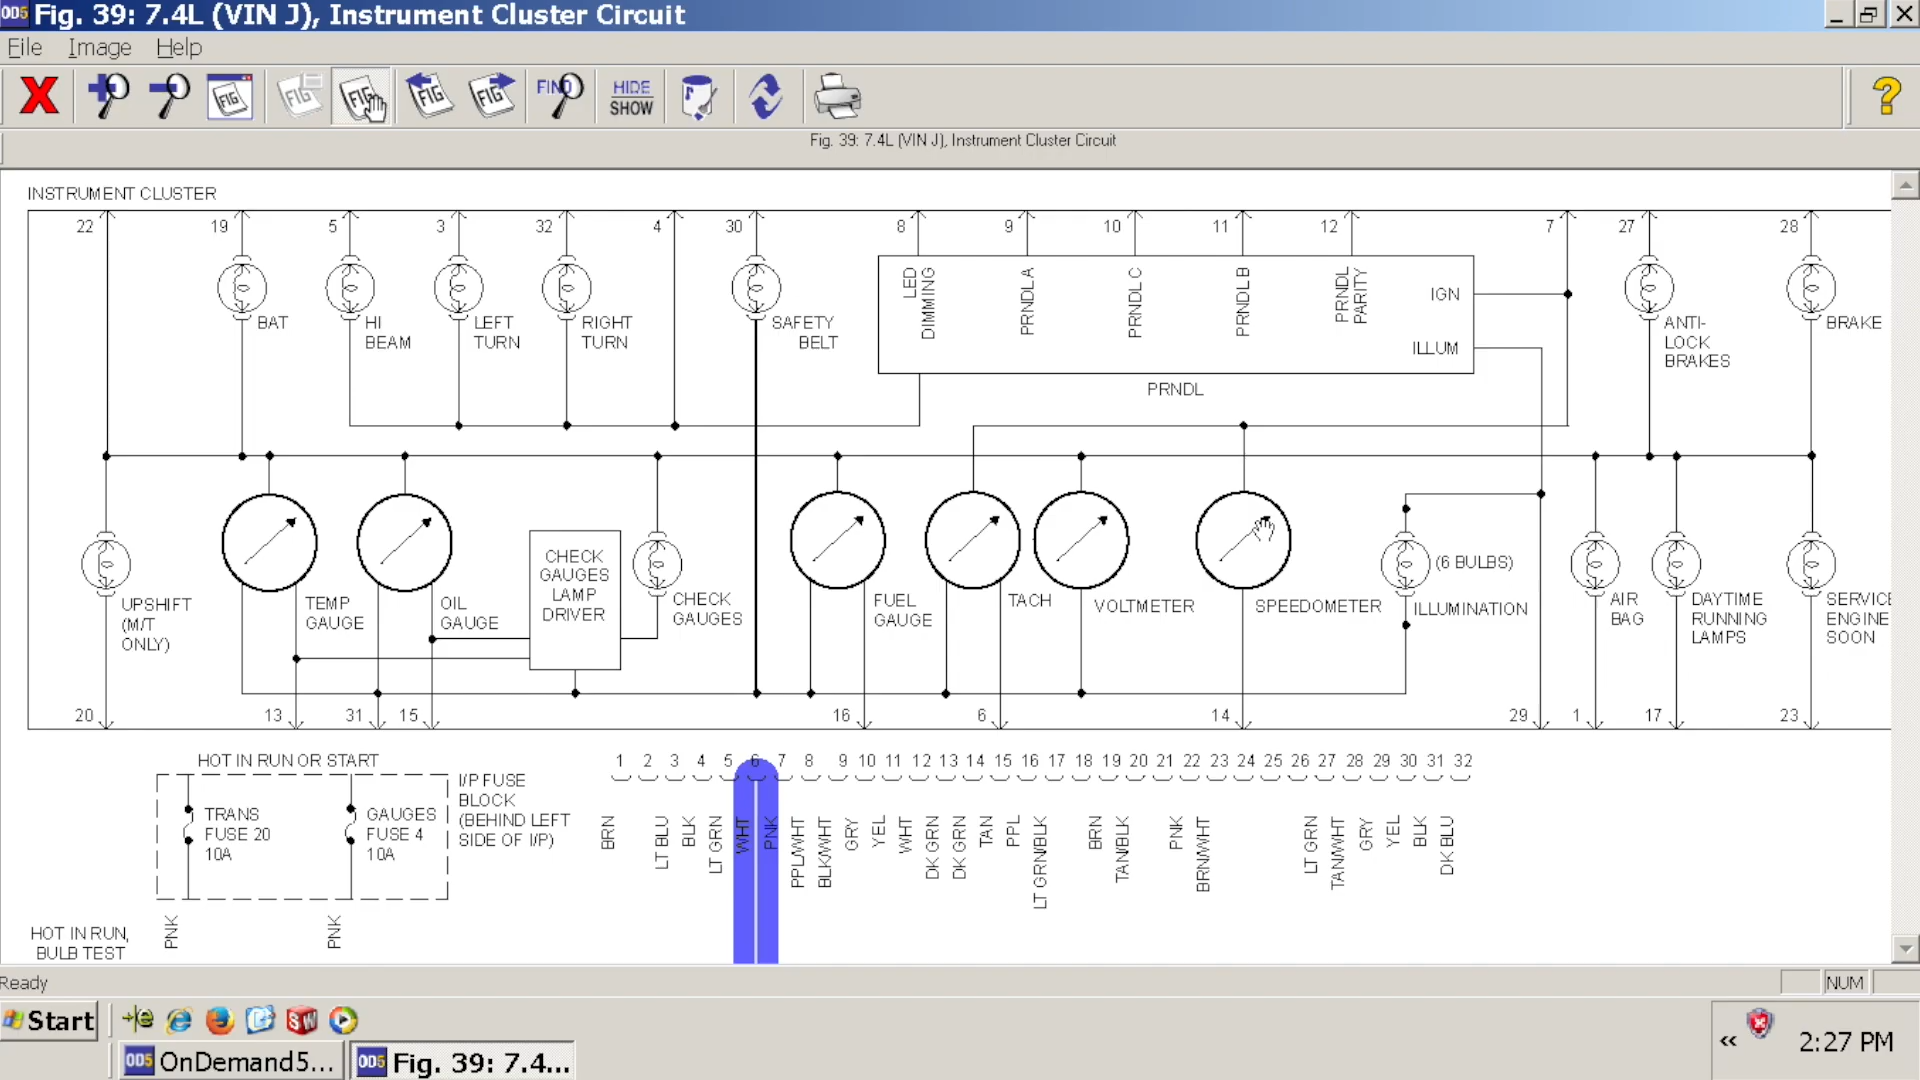 Fig. 39: 7.4L (VIN J), Instrument Cluster Circuit
File Image Help
FIG FIG FIG FIG FIG FIND HIDE SHOW ?
Fig. 39: 7.4L (VIN J), Instrument Cluster Circuit
INSTRUMENT CLUSTER
22 19 5 3 32 4 30 8 9 10 11 12 7 27 28
BAT
HI
BEAM
LEFT
TURN
RIGHT
TURN
SAFETY
BELT
LED
DIMMING
PRNDL A
PRNDL C
PRNDL B
PRNDL
PARITY
IGN
ILLUM
PRNDL
ANTI-
LOCK
BRAKES
BRAKE
UPSHIFT
(M/T
ONLY)
TEMP
GAUGE
OIL
GAUGE
CHECK
GAUGES
LAMP
DRIVER
CHECK
GAUGES
FUEL
GAUGE
TACH
VOLTMETER
SPEEDOMETER
(6 BULBS)
ILLUMINATION
AIR
BAG
DAYTIME
RUNNING
LAMPS
SERVICE
ENGINE
SOON
20 13 31 15 16 6 14 29 1 17 23
HOT IN RUN OR START
TRANS
FUSE 20
10A
GAUGES
FUSE 4
10A
I/P FUSE
BLOCK
(BEHIND LEFT
SIDE OF I/P)
PNK
PNK
HOT IN RUN,
BULB TEST
1 2 3 4 5 6 7 8 9 10 11 12 13 14 15 16 17 18 19 20 21 22 23 24 25 26 27 28 29 30 31 32
BRN
LT BLU
BLK
LT GRN
WHT
PNK
PPL/WHT
BLK/WHT
GRY
YEL
WHT
DK GRN
DK GRN
TAN
PPL
LT GRN/BLK
BRN
TAN/BLK
PNK
BRN/WHT
LT GRN
TAN/WHT
GRY
YEL
BLK
DK BLU
Ready
NUM
Start
OD5 OnDemand5...
OD5 Fig. 39: 7.4...
2:27 PM